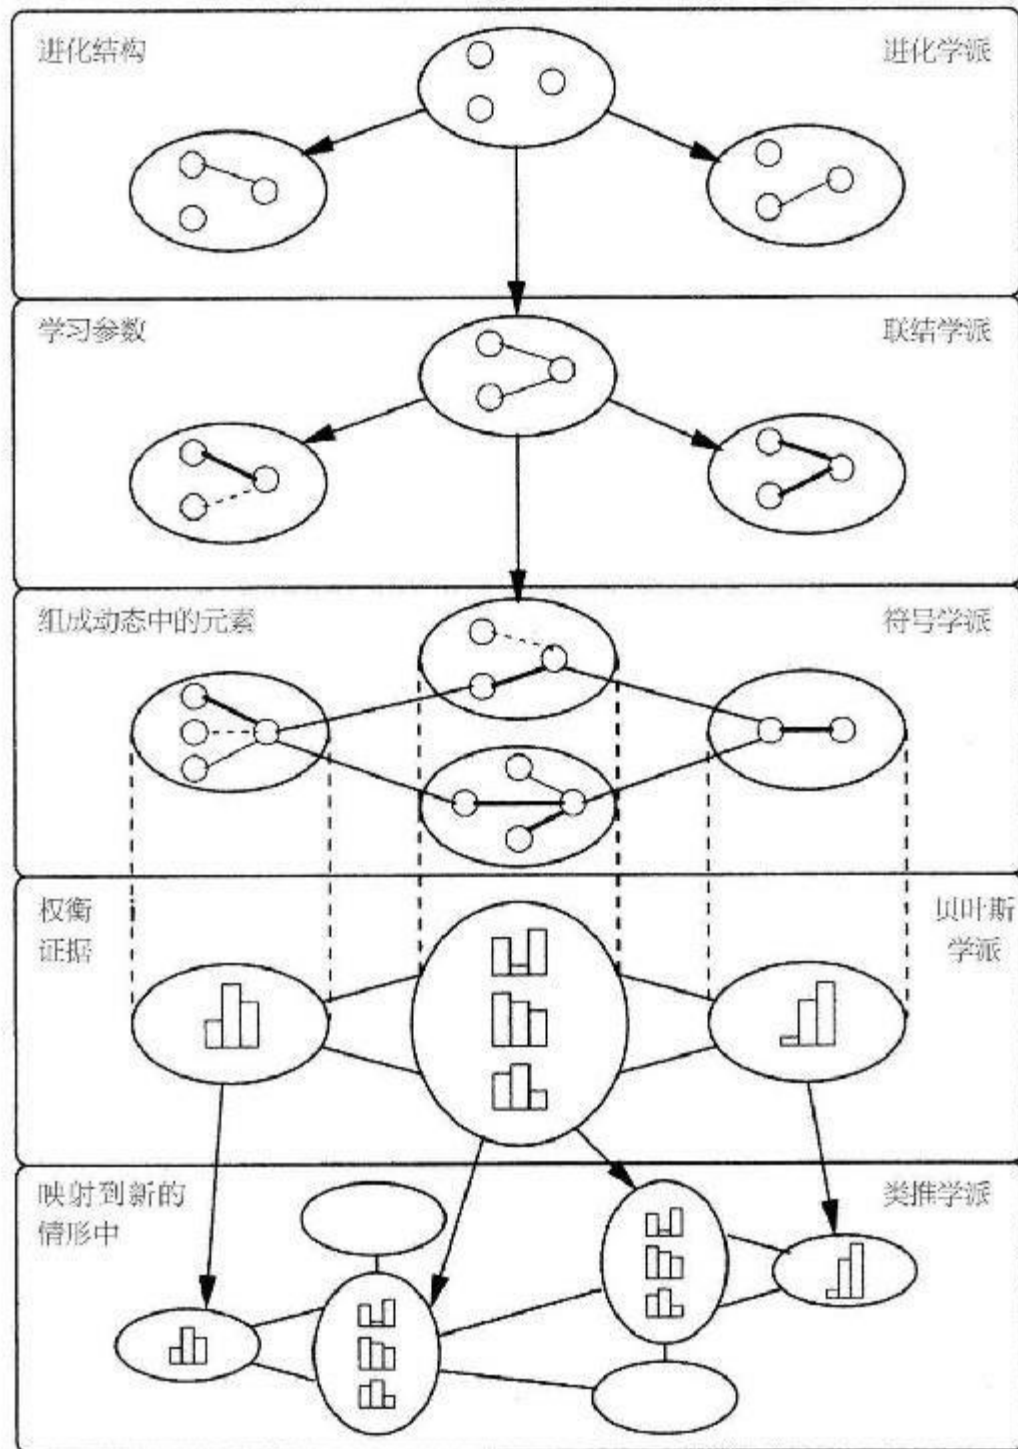 进化结构
进化学派
学习参数
联结学派
组成动态中的元素
符号学派
权衡
证据
贝叶斯
学派
映射到新的
情形中
类推学派